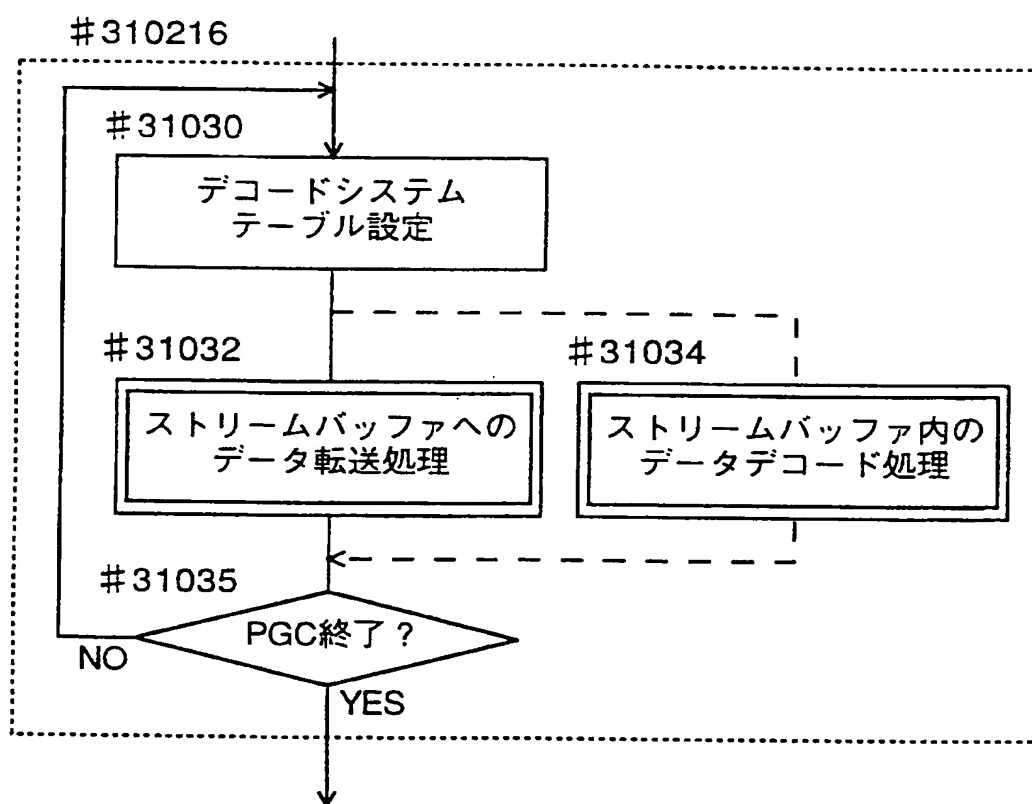 #310216
#31030
デコードシステム
テーブル設定
#31032
#31034
ストリームバッファへの
データ転送処理
ストリームバッファ内の
データデコード処理
#31035
PGC終了?
NO
YES